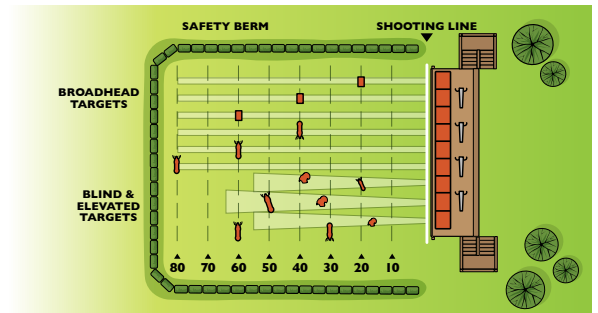 SAFETY BERM
SHOOTING LINE
BROADHEAD
TARGETS
BLIND &
ELEVATED
TARGETS
80 70 60 50 40 30 20 10